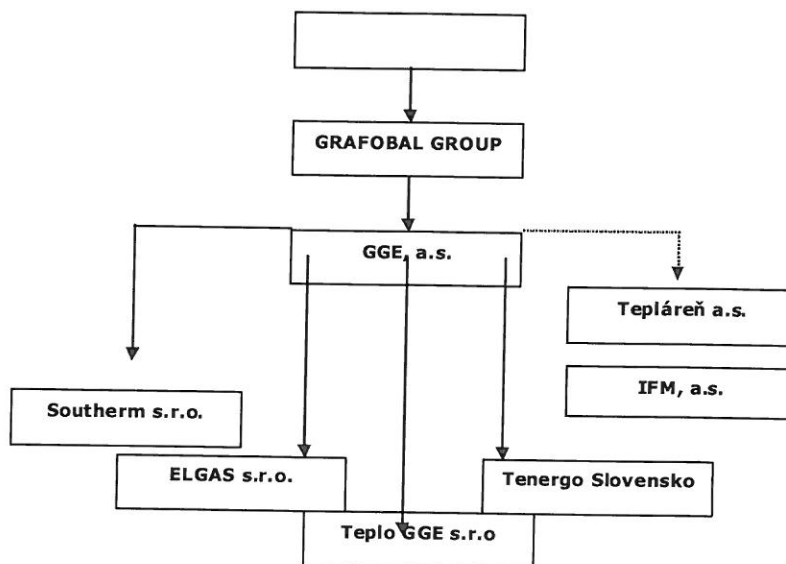 GRAFOBAL GROUP
GGE, a.s.
Tepláreň a.s.
IFM, a.s.
Southerm s.r.o.
ELGAS s.r.o.
Tenergo Slovensko
Teplo GGE s.r.o